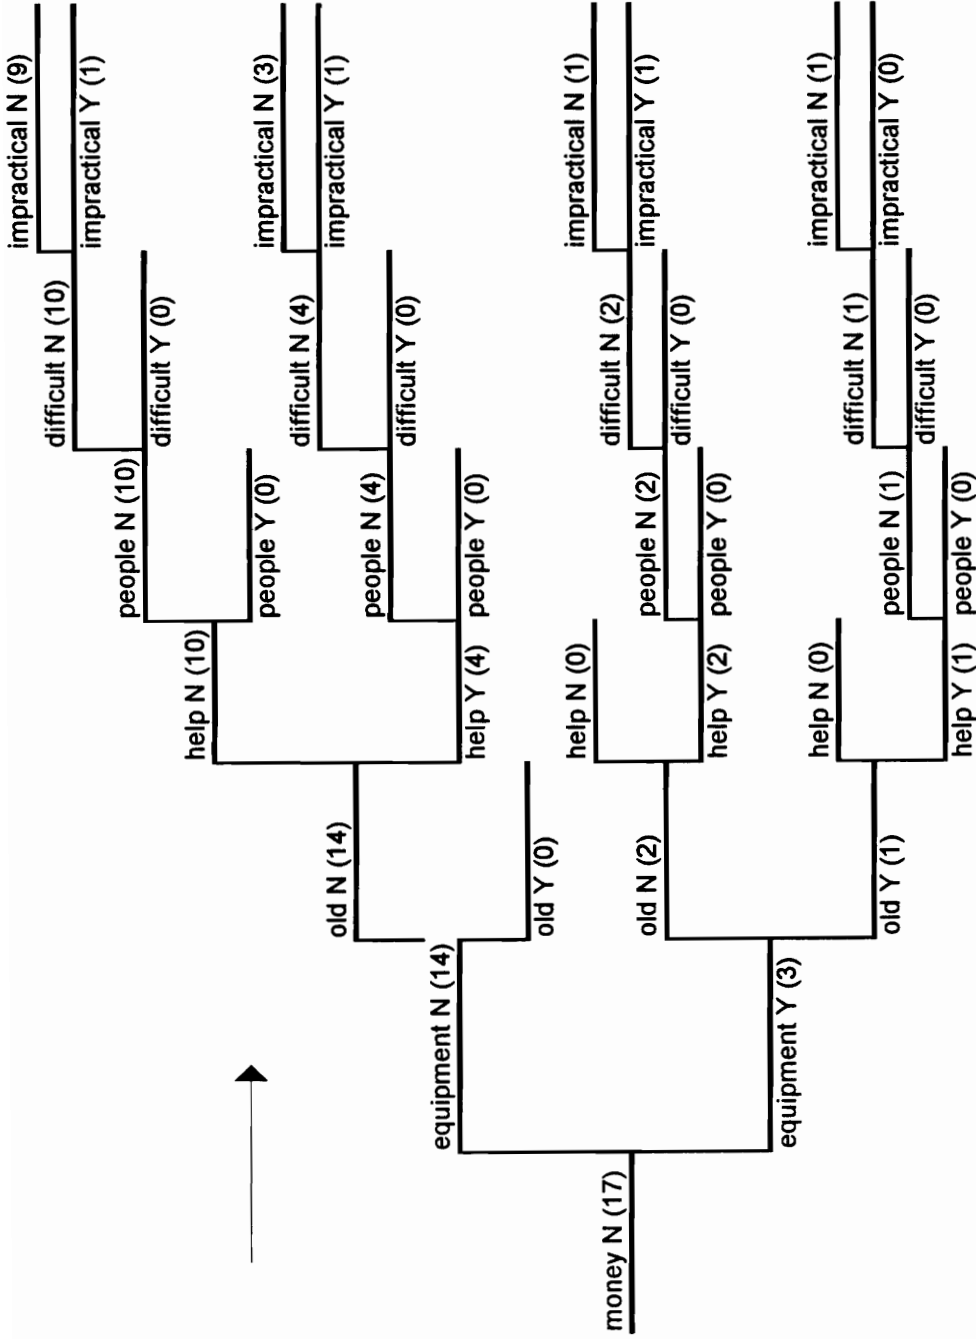 money N (17)
equipment N (14)
equipment Y (3)
old N (14)
old Y (0)
old N (2)
old Y (1)
help N (10)
help Y (4)
help N (0)
help Y (2)
help N (0)
help Y (1)
people N (10)
people Y (0)
people N (4)
people Y (0)
people N (2)
people Y (0)
people N (1)
people Y (0)
difficult N (10)
difficult Y (0)
difficult N (4)
difficult Y (0)
difficult N (2)
difficult Y (0)
difficult N (1)
difficult Y (0)
impractical N (9)
impractical Y (1)
impractical N (3)
impractical Y (1)
impractical N (1)
impractical Y (1)
impractical N (1)
impractical Y (0)